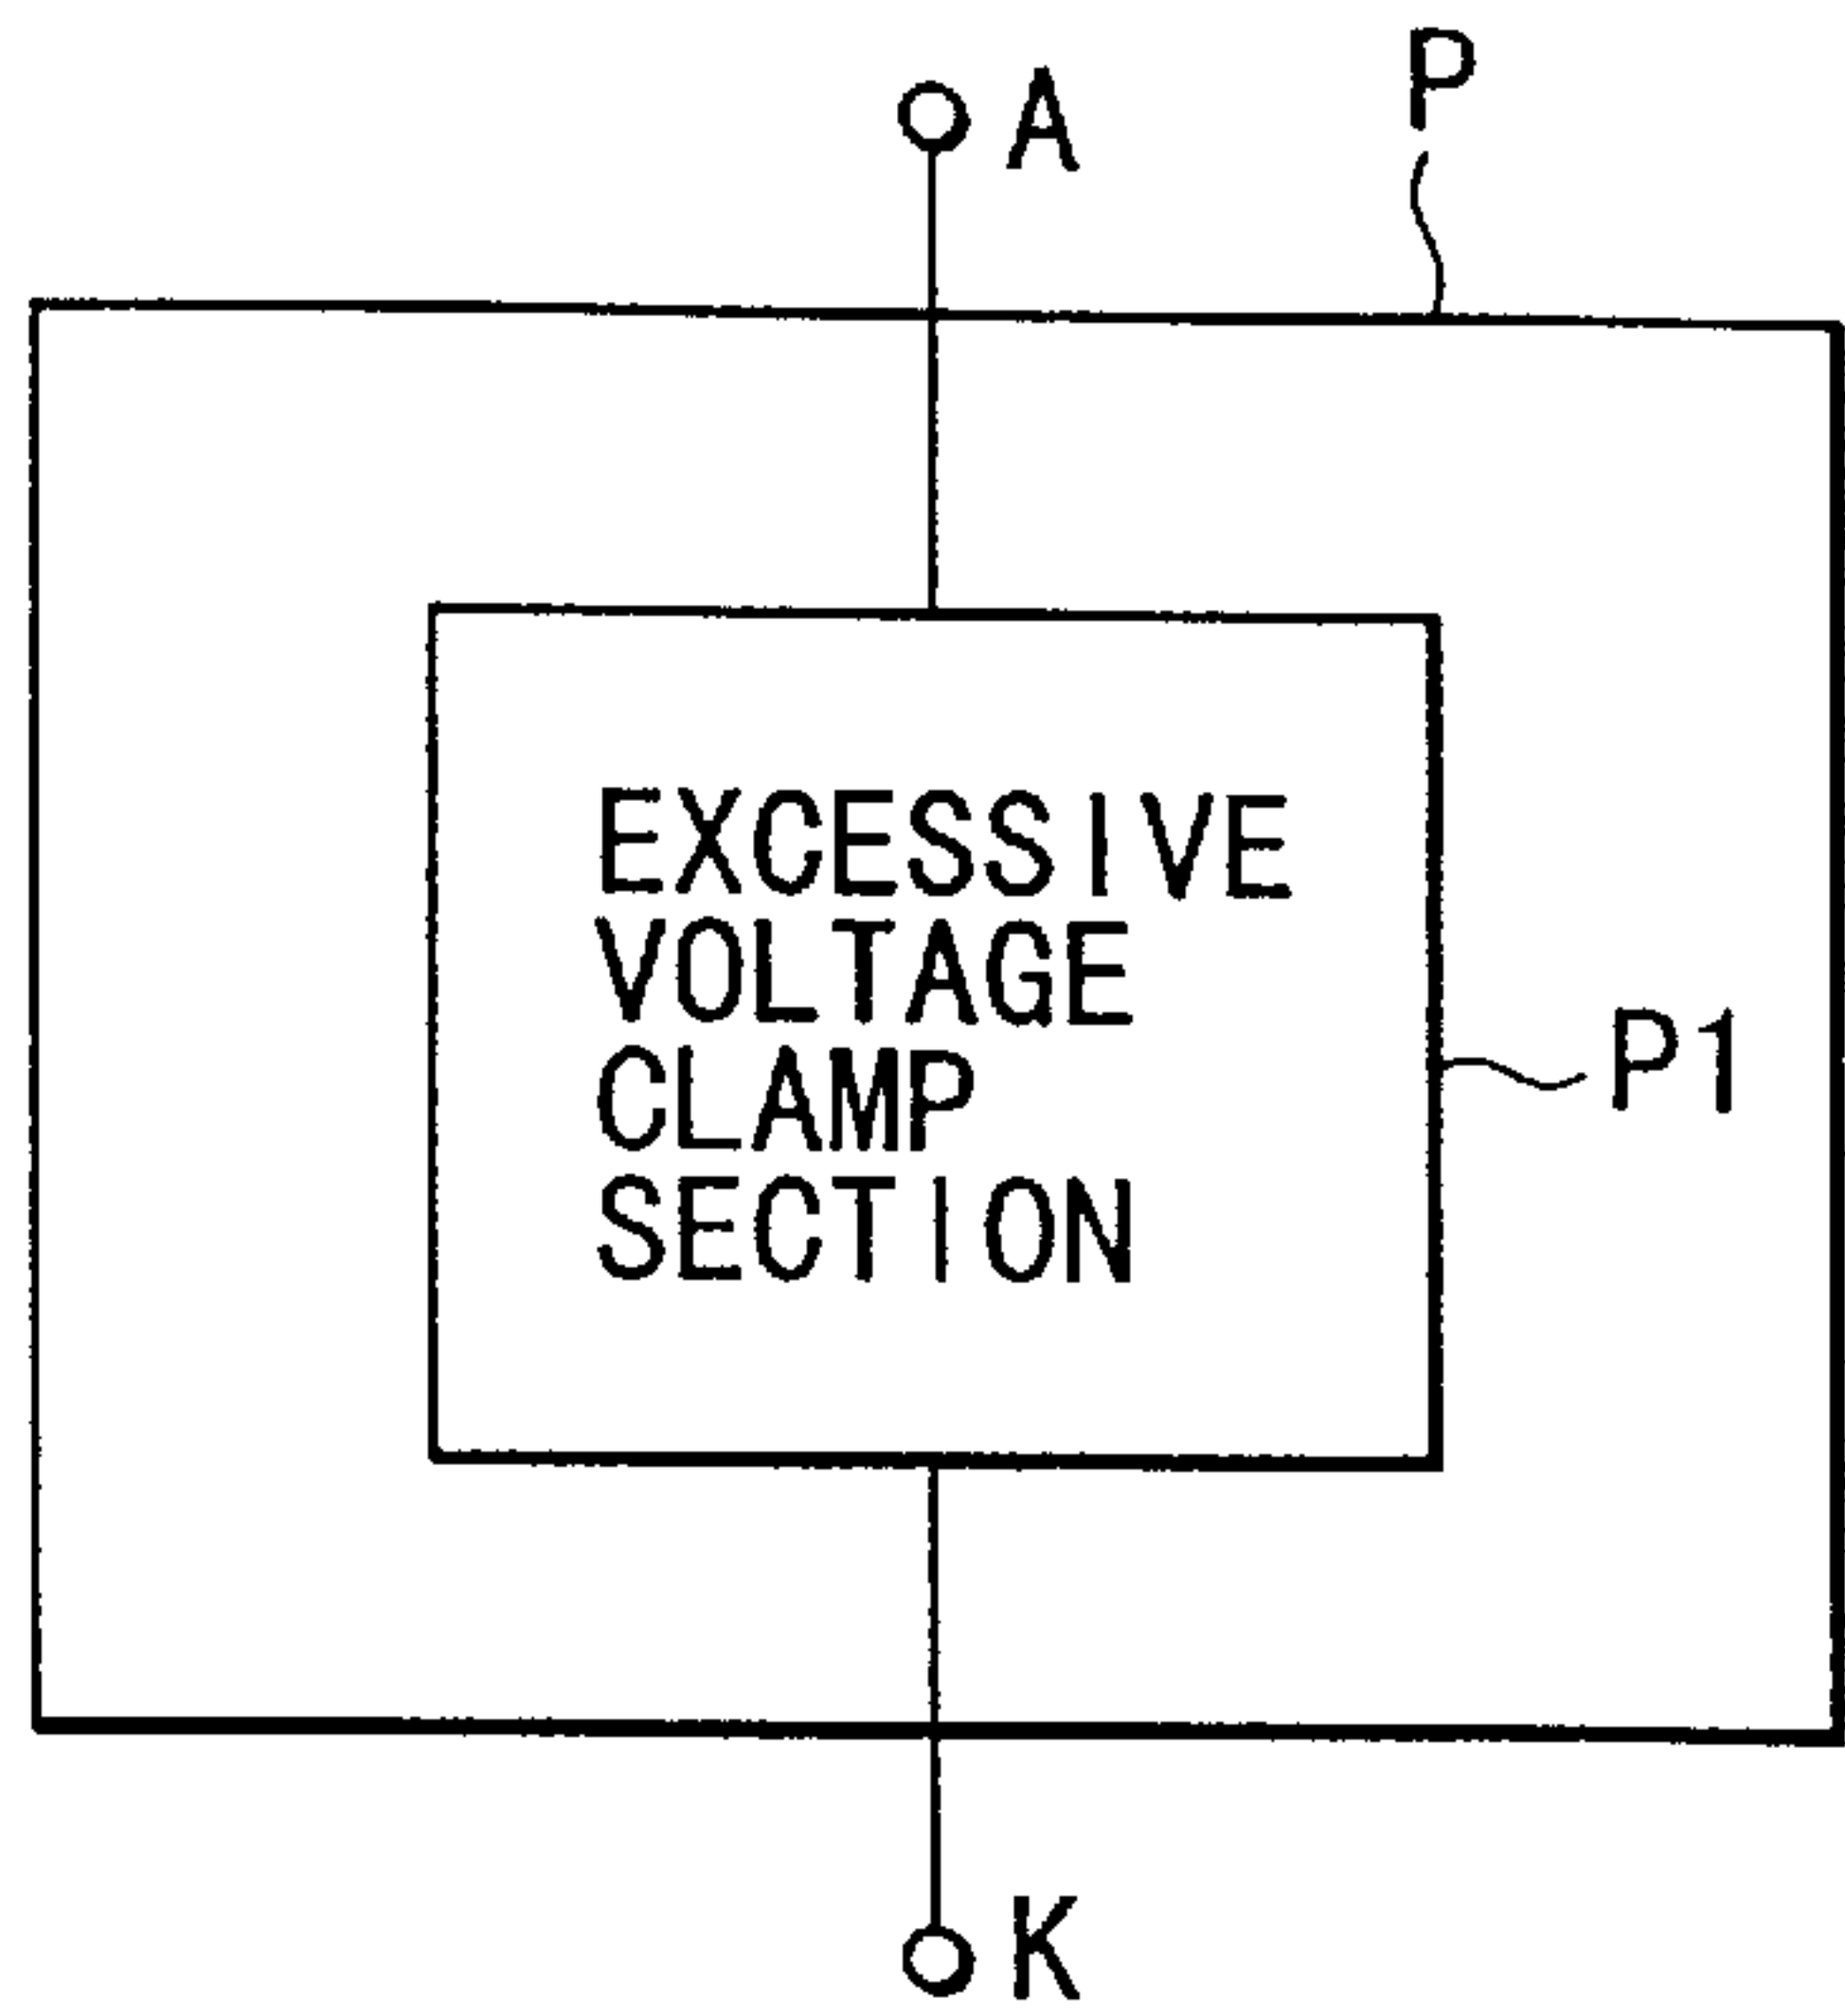 P
A
EXCESSIVE
VOLTAGE
CLAMP
SECTION
P1
K